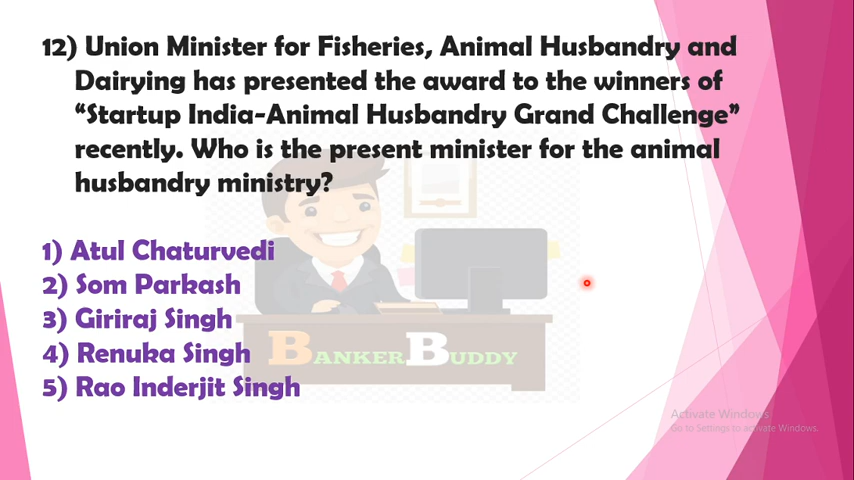 12) Union Minister for Fisheries, Animal Husbandry and
Dairying has presented the award to the winners of
“Startup India-Animal Husbandry Grand Challenge”
recently. Who is the present minister for the animal
husbandry ministry?
1) Atul Chaturvedi
2) Som Parkash
3) Giriraj Singh
4) Renuka Singh
5) Rao Inderjit Singh
BANKERBUDDY
Activate Windows
Go to Settings to activate Windows.